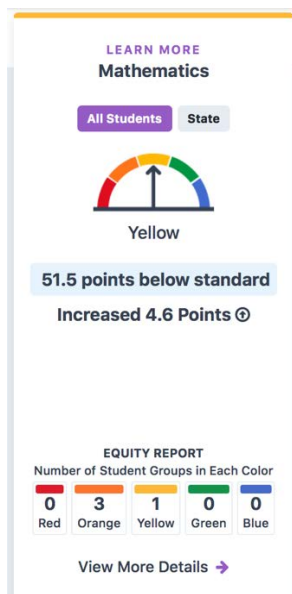 LEARN MORE
Mathematics
All Students State
Yellow
51.5 points below standard
Increased 4.6 Points
EQUITY REPORT
Number of Student Groups in Each Color
0 3 1 0 0
Red Orange Yellow Green Blue
View More Details